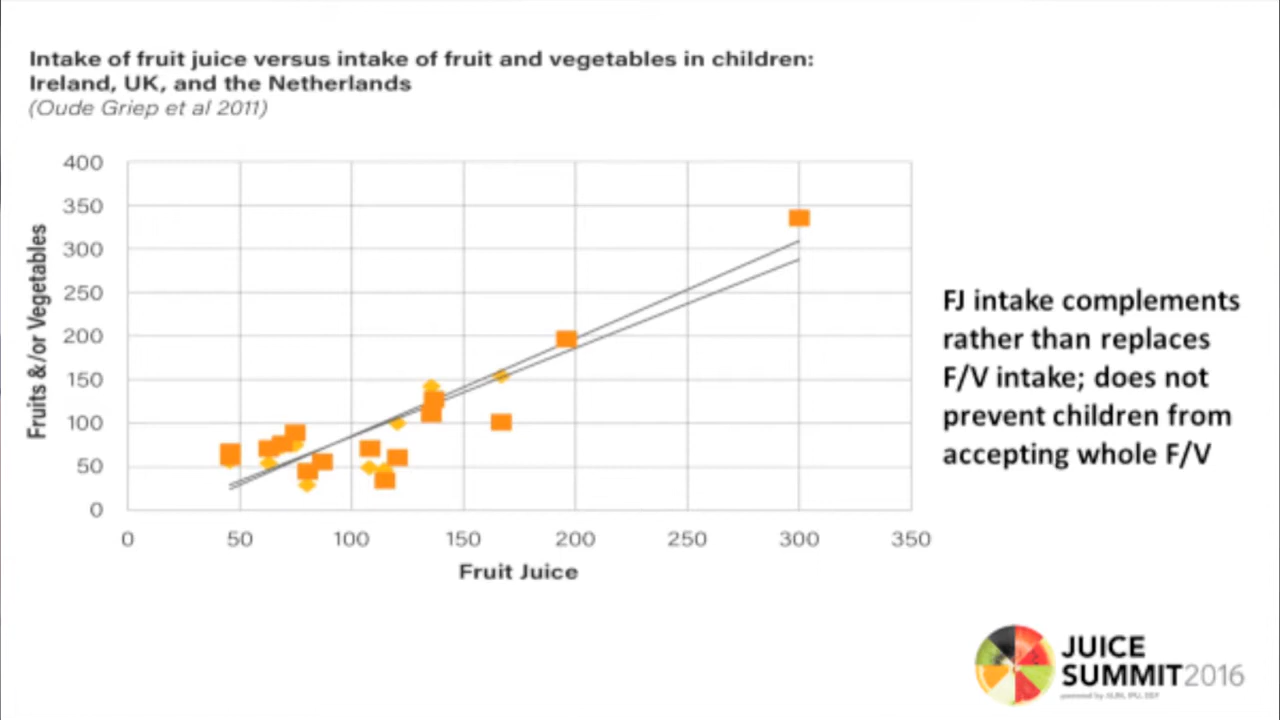 Intake of fruit juice versus intake of fruit and vegetables in children:
Ireland, UK, and the Netherlands
(Oude Griep et al 2011)
Fruits &/or Vegetables
400
350
300
250
200
150
100
50
0
0 50 100 150 200 250 300 350
Fruit Juice
FJ intake complements
rather than replaces
F/V intake; does not
prevent children from
accepting whole F/V
JUICE
SUMMIT2016
powered by